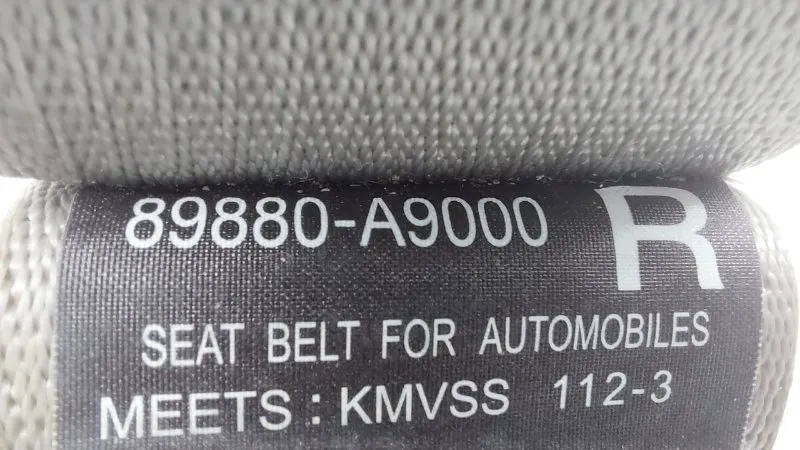 89880-A9000 R
SEAT BELT FOR AUTOMOBILES
MEETS : KMVSS 112-3